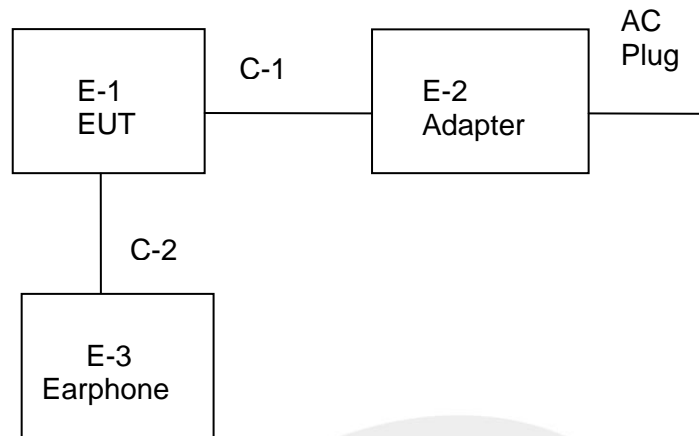 AC
Plug
C-1
E-1
EUT
E-2
Adapter
C-2
E-3
Earphone